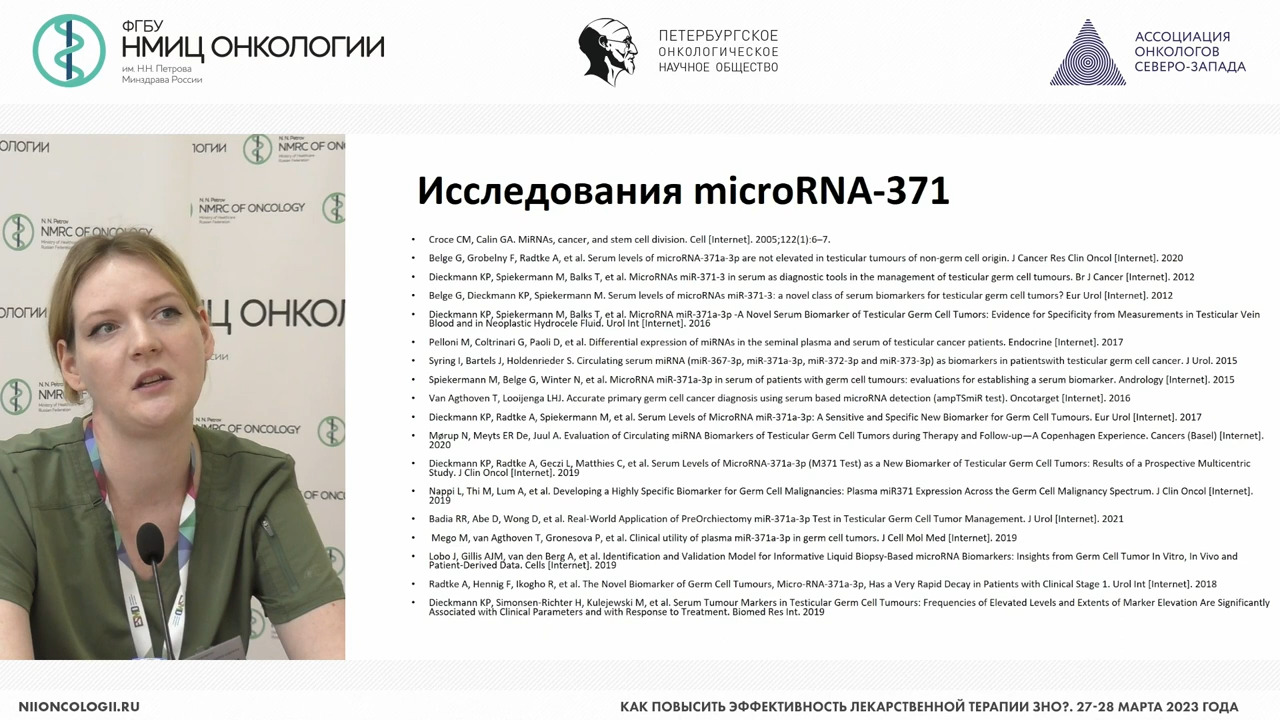 ФГБУ
НМИЦ ОНКОЛОГИИ
им. Н.Н. Петрова
Минздрава России
ПЕТЕРБУРГСКОЕ
ОНКОЛОГИЧЕСКОЕ
НАУЧНОЕ ОБЩЕСТВО
АССОЦИАЦИЯ
ОНКОЛОГОВ
СЕВЕРО-ЗАПАДА
N.N. Petrov
NMRC OF ONCOLOGY
N.N. Petrov
NMRC OF ONCOLOGY
N.N. Petrov
NMRC OF ONCOLOGY
Исследования microRNA-371
• Croce CM, Calin GA. MiRNAs, cancer, and stem cell division. Cell [Internet]. 2005;122(1):6–7.
• Belge G, Grobelny F, Radtke A, et al. Serum levels of microRNA-371a-3p are not elevated in testicular tumours of non-germ cell origin. J Cancer Res Clin Oncol [Internet]. 2020
• Dieckmann KP, Spiekermann M, Balks T, et al. MicroRNAs miR-371-3 in serum as diagnostic tools in the management of testicular germ cell tumours. Br J Cancer [Internet]. 2012
• Belge G, Dieckmann KP, Spiekermann M. Serum levels of microRNAs miR-371-3: a novel class of serum biomarkers for testicular germ cell tumors? Eur Urol [Internet]. 2012
• Dieckmann KP, Spiekermann M, Balks T, et al. MicroRNA miR-371a-3p -A Novel Serum Biomarker of Testicular Germ Cell Tumors: Evidence for Specificity from Measurements in Testicular Vein
Blood and in Neoplastic Hydrocele Fluid. Urol Int [Internet]. 2016
• Pelloni M, Coltrinari G, Paoli D, et al. Differential expression of miRNAs in the seminal plasma and serum of testicular cancer patients. Endocrine [Internet]. 2017
• Syring I, Bartels J, Holdenrieder S. Circulating serum miRNA (miR-367-3p, miR-371a-3p, miR-372-3p and miR-373-3p) as biomarkers in patientswith testicular germ cell cancer. J Urol. 2015
• Spiekermann M, Belge G, Winter N, et al. MicroRNA miR-371a-3p in serum of patients with germ cell tumours: evaluations for establishing a serum biomarker. Andrology [Internet]. 2015
• Van Agthoven T, Looijenga LHJ. Accurate primary germ cell cancer diagnosis using serum based microRNA detection (ampTSmiR test). Oncotarget [Internet]. 2016
• Dieckmann KP, Radtke A, Spiekermann M, et al. Serum Levels of MicroRNA miR-371a-3p: A Sensitive and Specific New Biomarker for Germ Cell Tumours. Eur Urol [Internet]. 2017
• Mørup N, Meyts ER De, Juul A. Evaluation of Circulating miRNA Biomarkers of Testicular Germ Cell Tumors during Therapy and Follow-up—A Copenhagen Experience. Cancers (Basel) [Internet].
2020
• Dieckmann KP, Radtke A, Geczi L, Matthies C, et al. Serum Levels of MicroRNA-371a-3p (M371 Test) as a New Biomarker of Testicular Germ Cell Tumors: Results of a Prospective Multicentric
Study. J Clin Oncol [Internet]. 2019
• Nappi L, Thi M, Lum A, et al. Developing a Highly Specific Biomarker for Germ Cell Malignancies: Plasma miR371 Expression Across the Germ Cell Malignancy Spectrum. J Clin Oncol [Internet].
2019
• Badia RR, Abe D, Wong D, et al. Real-World Application of PreOrchiectomy miR-371a-3p Test in Testicular Germ Cell Tumor Management. J Urol [Internet]. 2021
• Mego M, van Agthoven T, Gronesova P, et al. Clinical utility of plasma miR-371a-3p in germ cell tumors. J Cell Mol Med [Internet]. 2019
• Lobo J, Gillis AJM, van den Berg A, et al. Identification and Validation Model for Informative Liquid Biopsy-Based microRNA Biomarkers: Insights from Germ Cell Tumor In Vitro, In Vivo and
Patient-Derived Data. Cells [Internet]. 2019
• Radtke A, Hennig F, Ikogho R, et al. The Novel Biomarker of Germ Cell Tumours, Micro-RNA-371a-3p, Has a Very Rapid Decay in Patients with Clinical Stage 1. Urol Int [Internet]. 2018
• Dieckmann KP, Simonsen-Richter H, Kulejewski M, et al. Serum Tumour Markers in Testicular Germ Cell Tumours: Frequencies of Elevated Levels and Extents of Marker Elevation Are Significantly
Associated with Clinical Parameters and with Response to Treatment. Biomed Res Int. 2019
NIIONCOLOGII.RU
КАК ПОВЫСИТЬ ЭФФЕКТИВНОСТЬ ЛЕКАРСТВЕННОЙ ТЕРАПИИ ЗНО?. 27-28 МАРТА 2023 ГОДА